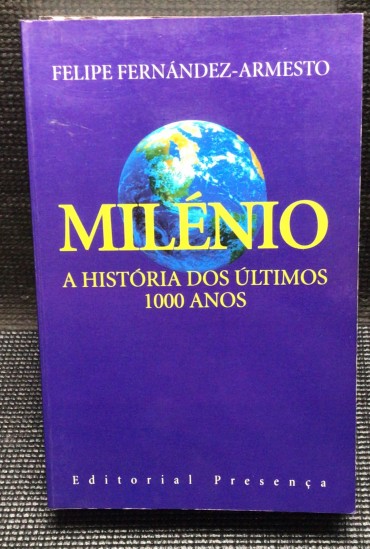 FELIPE FERNÁNDEZ-ARMESTO
MILÉNIO
A HISTÓRIA DOS ÚLTIMOS
1000 ANOS
Editorial Presença